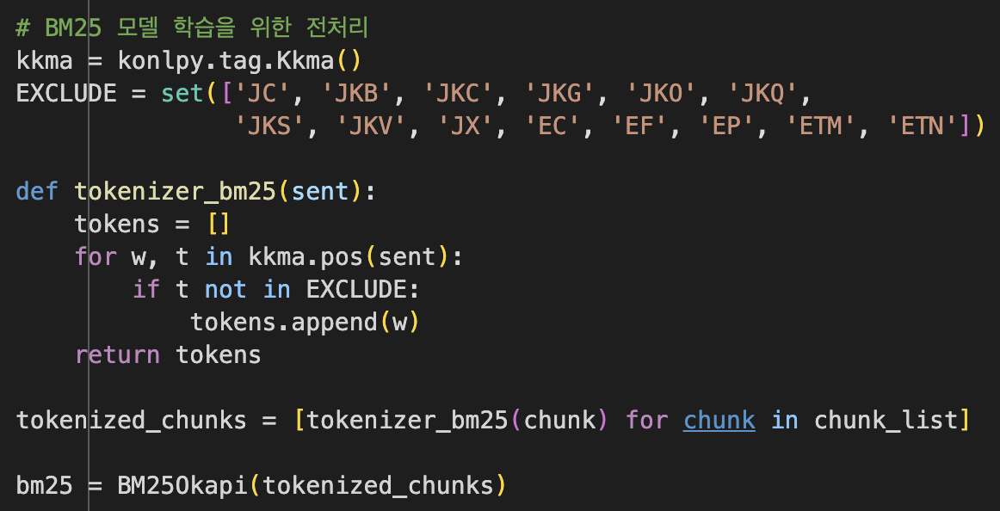 # BM25 모델 학습을 위한 전처리
kkma = konlpy.tag.Kkma()
EXCLUDE = set(['JC', 'JKB', 'JKC', 'JKG', 'JKO', 'JKQ',
               'JKS', 'JKV', 'JX', 'EC', 'EF', 'EP', 'ETM', 'ETN'])

def tokenizer_bm25(sent):
    tokens = []
    for w, t in kkma.pos(sent):
        if t not in EXCLUDE:
            tokens.append(w)
    return tokens

tokenized_chunks = [tokenizer_bm25(chunk) for chunk in chunk_list]

bm25 = BM25Okapi(tokenized_chunks)